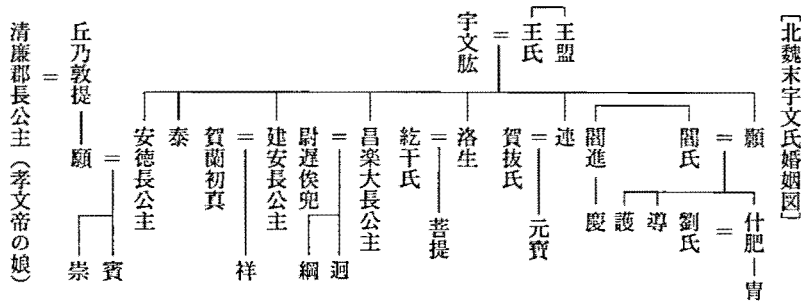 ［北魏末宇文氏婚姻図］
王盟
王氏
宇文肱
顥
閻氏
閻進
連
賀抜氏
洛生
紇干氏
昌楽大長公主
尉遅俟兜
建安長公主
賀蘭初真
泰
安徳長公主
什肥
冑
劉氏
導
護
慶
元寶
菩提
迥
綱
祥
賓
崇
丘乃敦提
願
清廉郡長公主（孝文帝の娘）